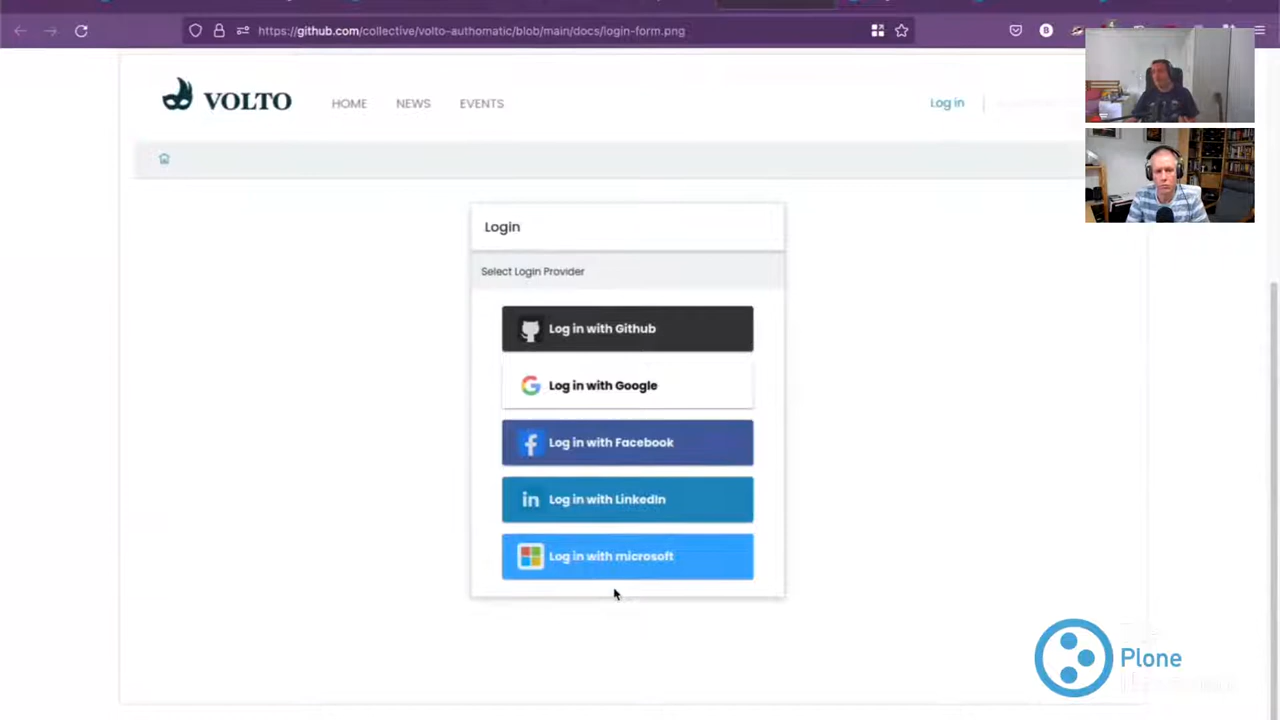 https://github.com/collective/volto-authomatic/blob/main/docs/login-form.png
VOLTO
HOME
NEWS
EVENTS
Log in
Login
Select Login Provider
Log in with Github
Log in with Google
Log in with Facebook
Log in with LinkedIn
Log in with microsoft
Plone